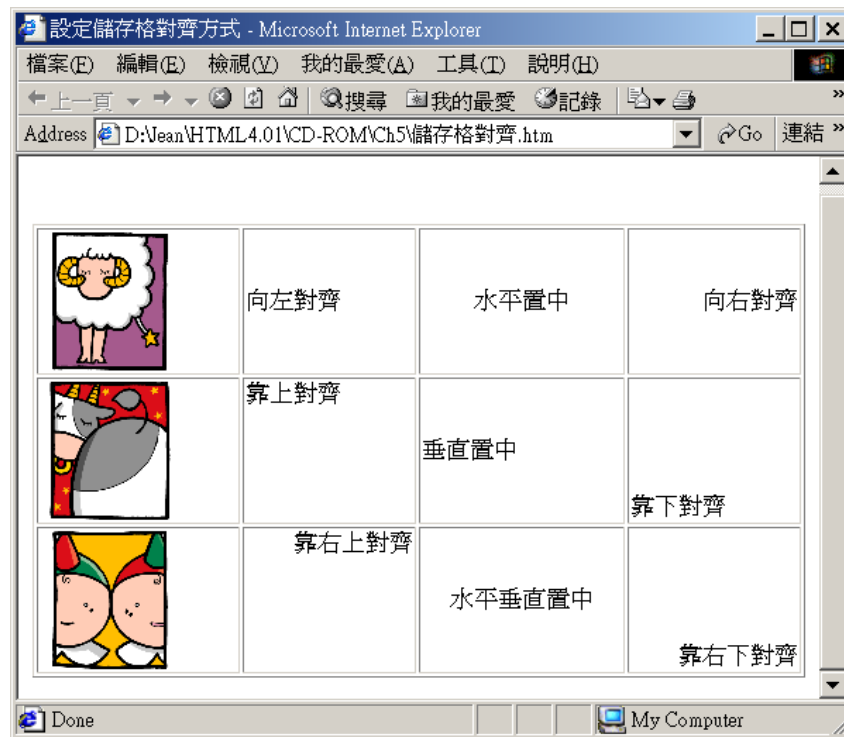 設定儲存格對齊方式 - Microsoft Internet Explorer
檔案(F) 編輯(E) 檢視(V) 我的最愛(A) 工具(T) 說明(H)
上一頁 搜尋 我的最愛 記錄 »
Address D:\Jean\HTML4.01\CD-ROM\Ch5\儲存格對齊.htm Go 連結 »
向左對齊 水平置中 向右對齊
靠上對齊
垂直置中
靠下對齊
靠右上對齊
水平垂直置中
靠右下對齊
Done My Computer